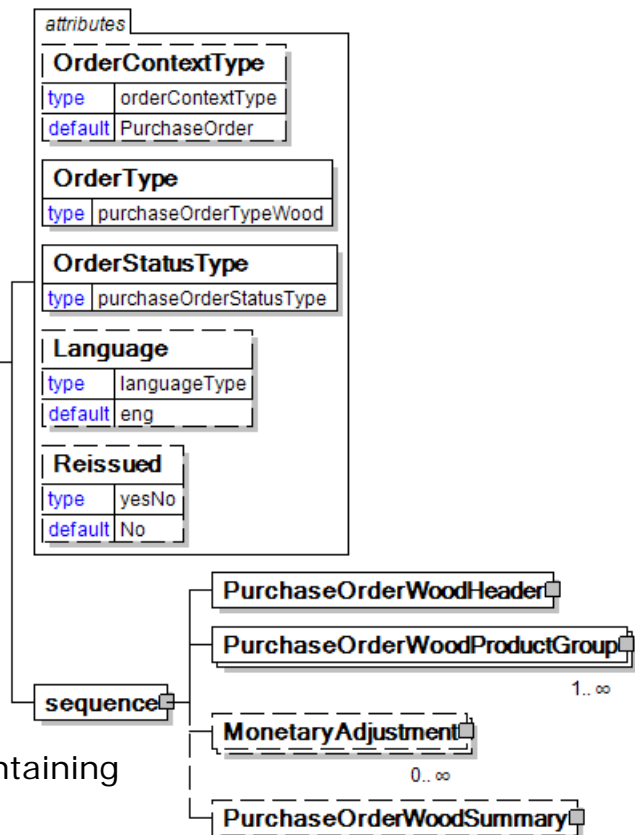 attributes
OrderContextType
type orderContextType
default PurchaseOrder
OrderType
type purchaseOrderTypeWood
OrderStatusType
type purchaseOrderStatusType
Language
type languageType
default eng
Reissued
type yesNo
default No
PurchaseOrderWoodHeader
PurchaseOrderWoodProductGroup
1.. ∞
sequence
MonetaryAdjustment
ntaining
0.. ∞
PurchaseOrderWoodSummary